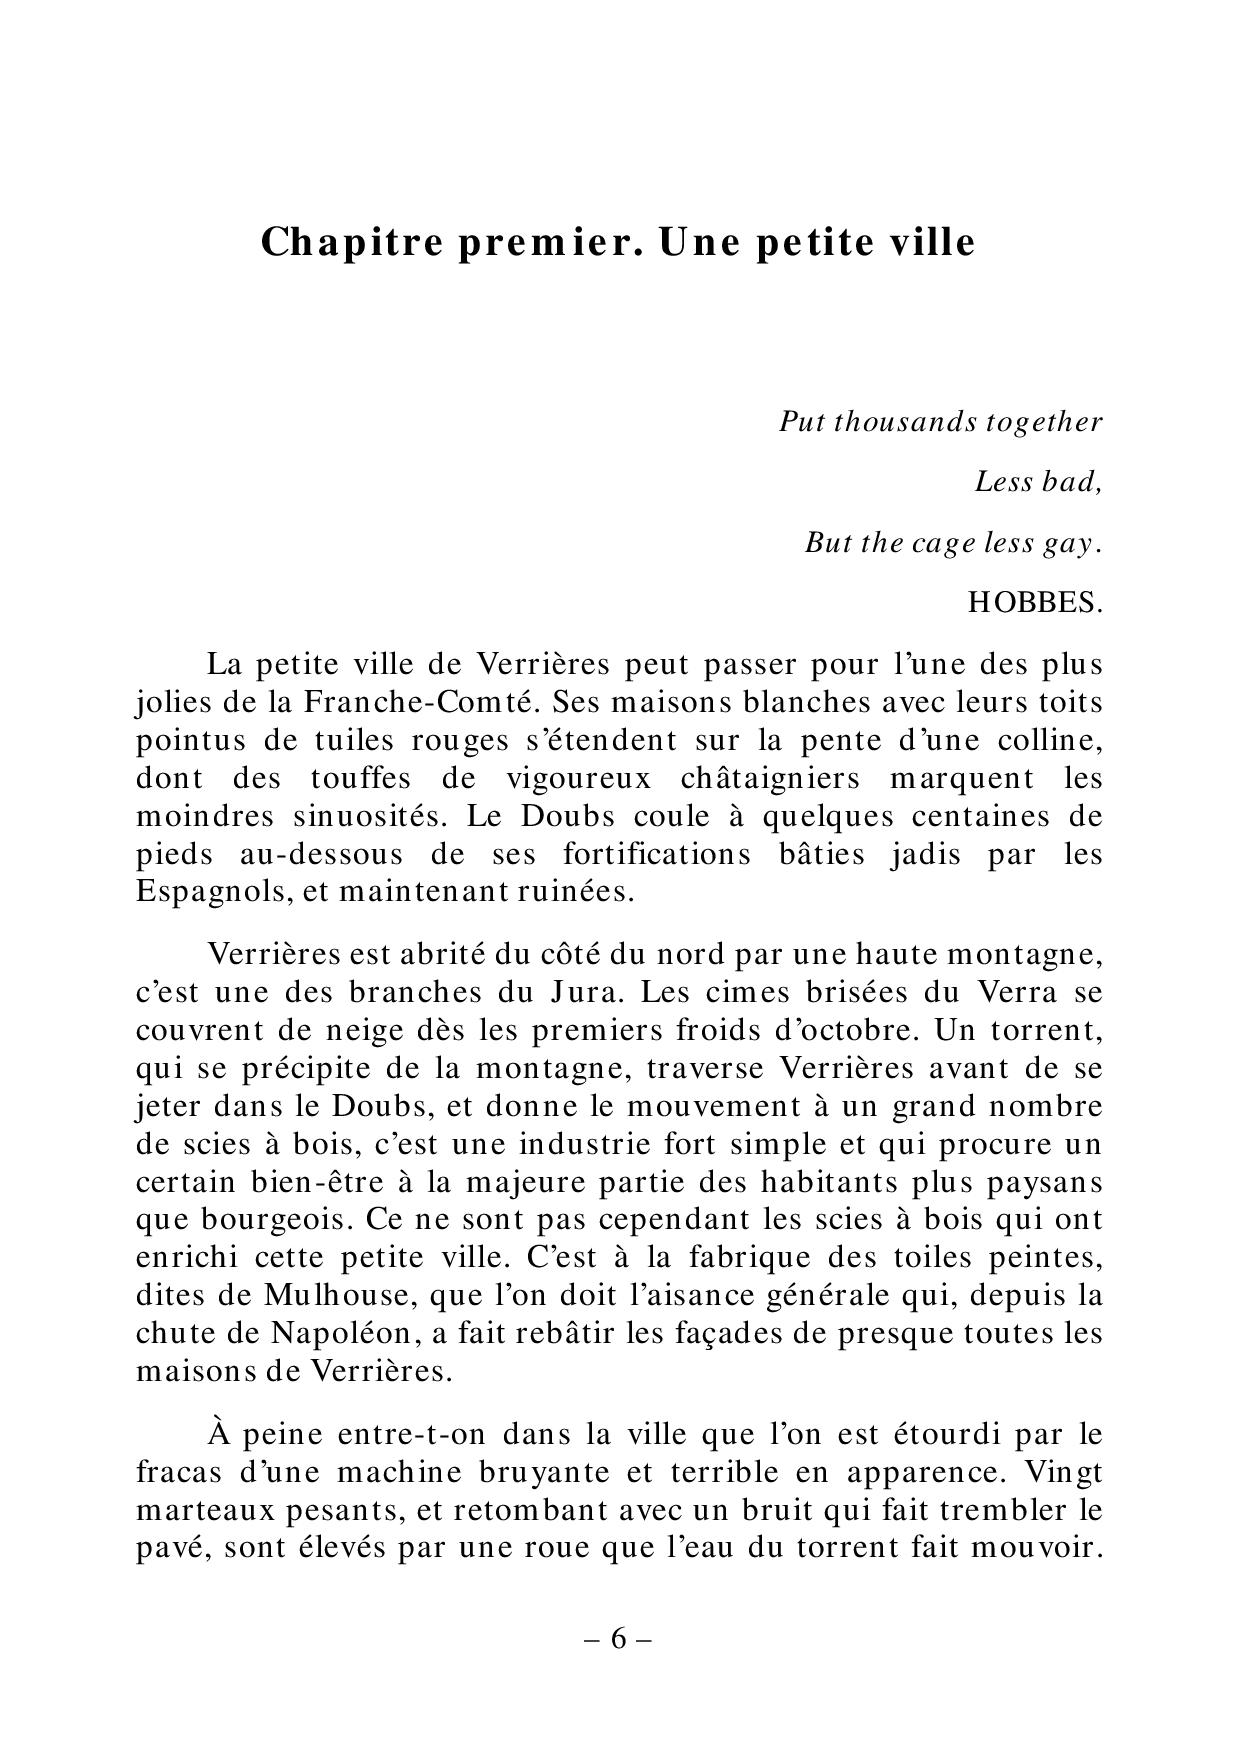 Chapitre premier. Une petite ville
Put thousands together
Less bad,
But the cage less gay.
HOBBES.
La petite ville de Verrières peut passer pour l’une des plus
jolies de la Franche-Comté. Ses maisons blanches avec leurs toits
pointus de tuiles rouges s’étendent sur la pente d’une colline,
dont des touffes de vigoureux châtaigniers marquent les
moindres sinuosités. Le Doubs coule à quelques centaines de
pieds au-dessous de ses fortifications bâties jadis par les
Espagnols, et maintenant ruinées.
Verrières est abrité du côté du nord par une haute montagne,
c’est une des branches du Jura. Les cimes brisées du Verra se
couvrent de neige dès les premiers froids d’octobre. Un torrent,
qui se précipite de la montagne, traverse Verrières avant de se
jeter dans le Doubs, et donne le mouvement à un grand nombre
de scies à bois, c’est une industrie fort simple et qui procure un
certain bien-être à la majeure partie des habitants plus paysans
que bourgeois. Ce ne sont pas cependant les scies à bois qui ont
enrichi cette petite ville. C’est à la fabrique des toiles peintes,
dites de Mulhouse, que l’on doit l’aisance générale qui, depuis la
chute de Napoléon, a fait rebâtir les façades de presque toutes les
maisons de Verrières.
À peine entre-t-on dans la ville que l’on est étourdi par le
fracas d’une machine bruyante et terrible en apparence. Vingt
marteaux pesants, et retombant avec un bruit qui fait trembler le
pavé, sont élevés par une roue que l’eau du torrent fait mouvoir.
– 6 –